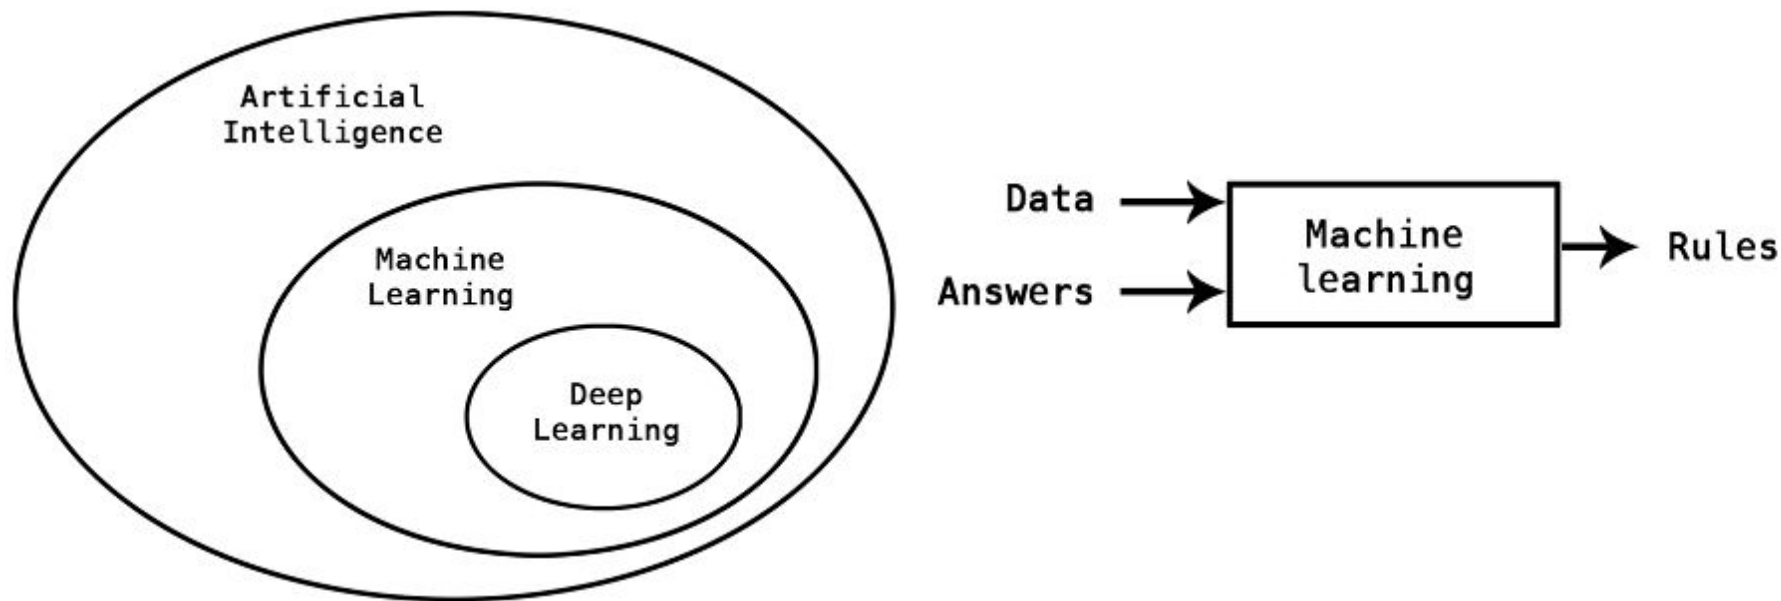 Artificial
Intelligence
Machine
Learning
Deep
Learning
Data
Answers
Machine
learning
Rules